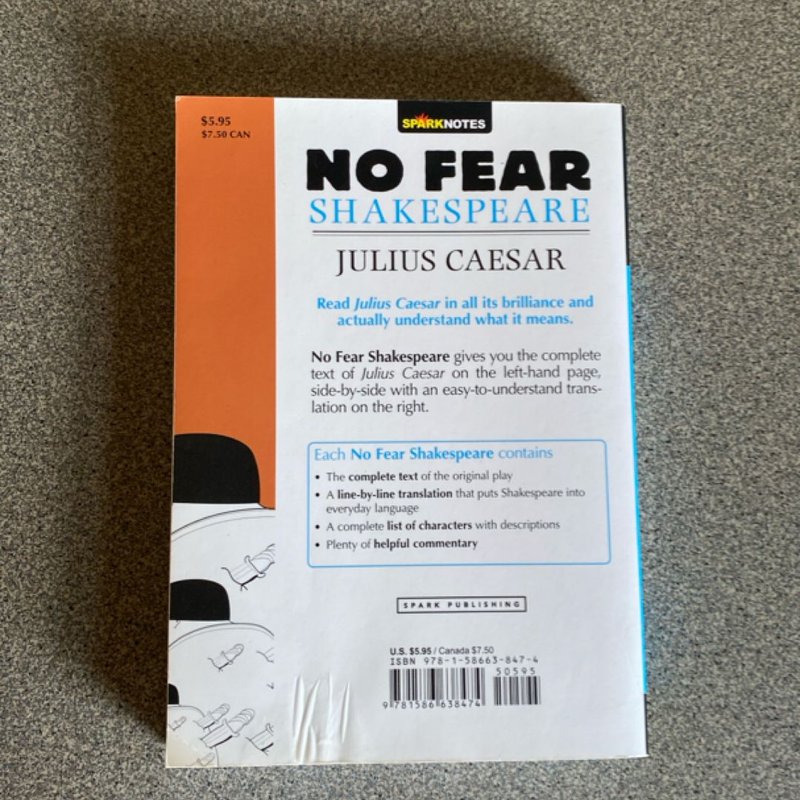 $5.95
$7.50 CAN
SPARKNOTES
NO FEAR
SHAKESPEARE
JULIUS CAESAR
Read Julius Caesar in all its brilliance and
actually understand what it means.
No Fear Shakespeare gives you the complete
text of Julius Caesar on the left-hand page,
side-by-side with an easy-to-understand trans-
lation on the right.
Each No Fear Shakespeare contains
• The complete text of the original play
• A line-by-line translation that puts Shakespeare into
everyday language
• A complete list of characters with descriptions
• Plenty of helpful commentary
SPARK PUBLISHING
U.S. $5.95 / Canada $7.50
ISBN 978-1-58663-847-4
50595
9 781586 638474